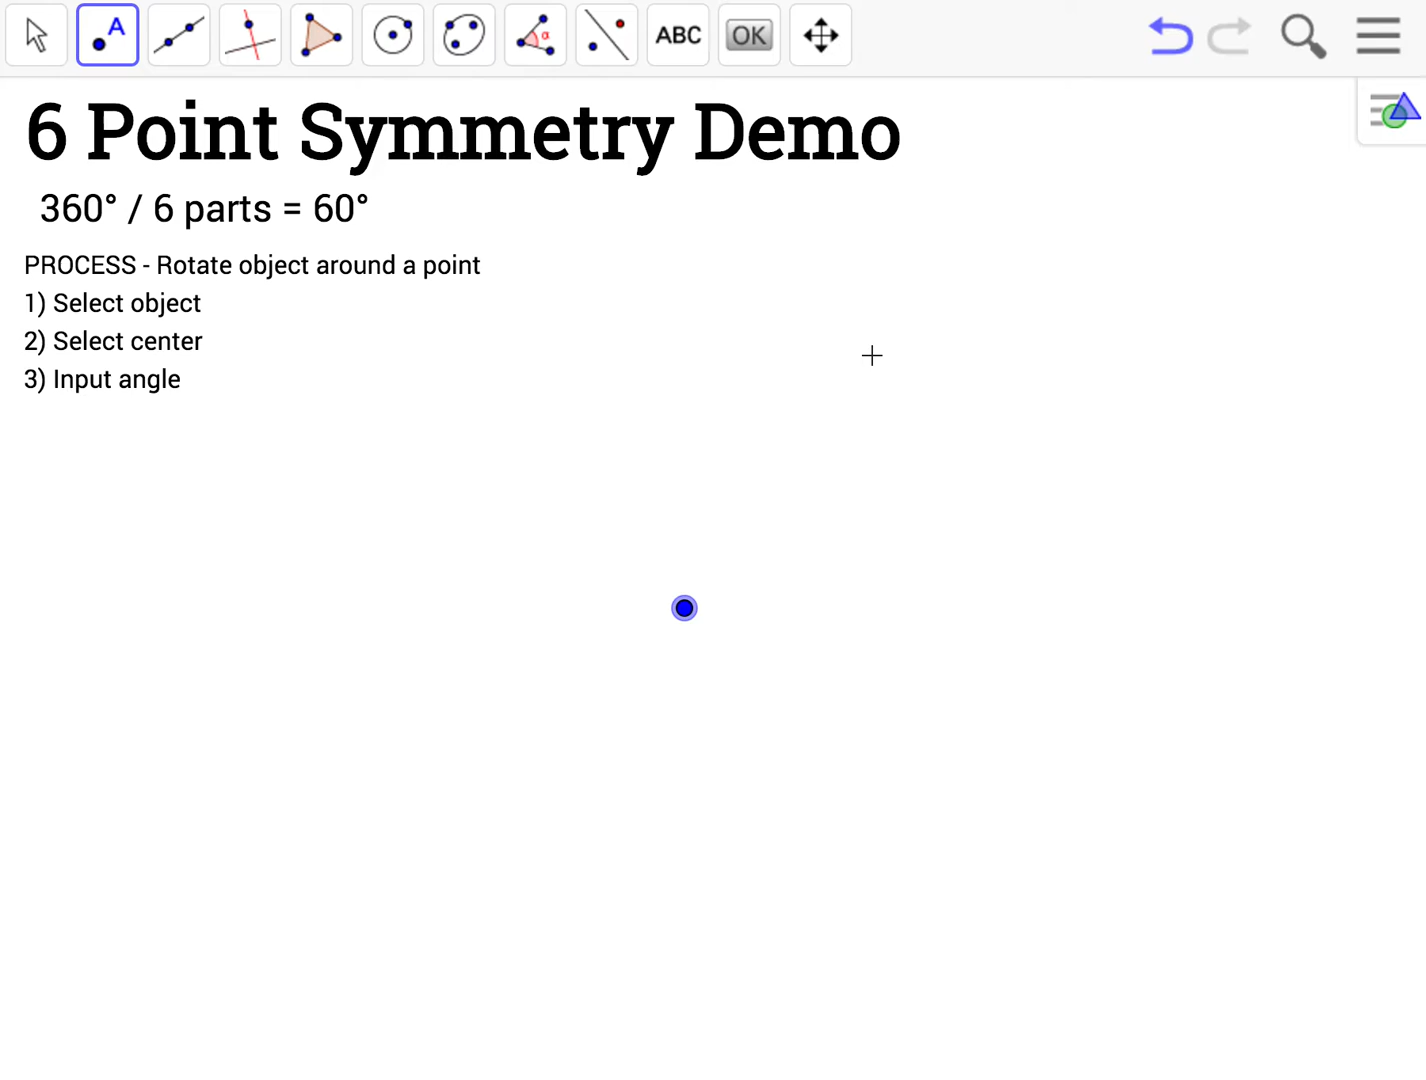 A
α
ABC
OK
6 Point Symmetry Demo
360° / 6 parts = 60°
PROCESS - Rotate object around a point
1) Select object
2) Select center
3) Input angle